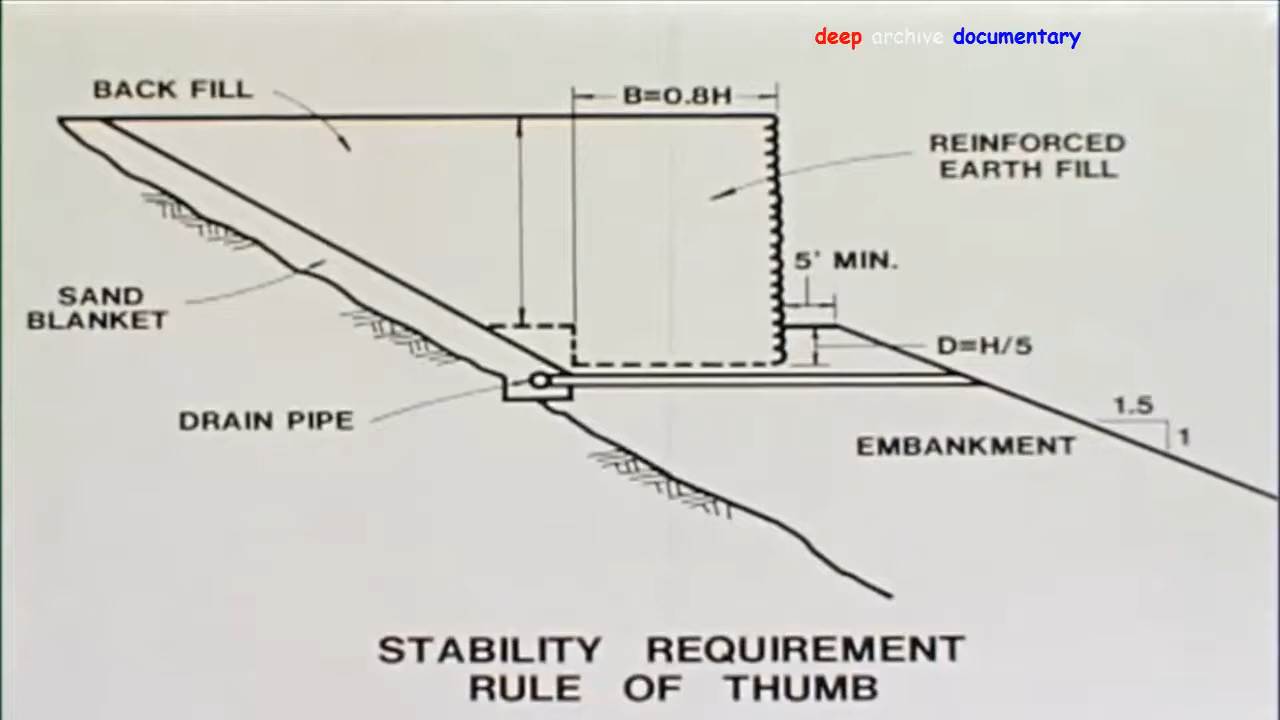 deep archive documentary
BACK FILL
B=0.8H
REINFORCED
EARTH FILL
5' MIN.
SAND
BLANKET
D=H/5
DRAIN PIPE
1.5
1
EMBANKMENT
STABILITY REQUIREMENT
RULE OF THUMB